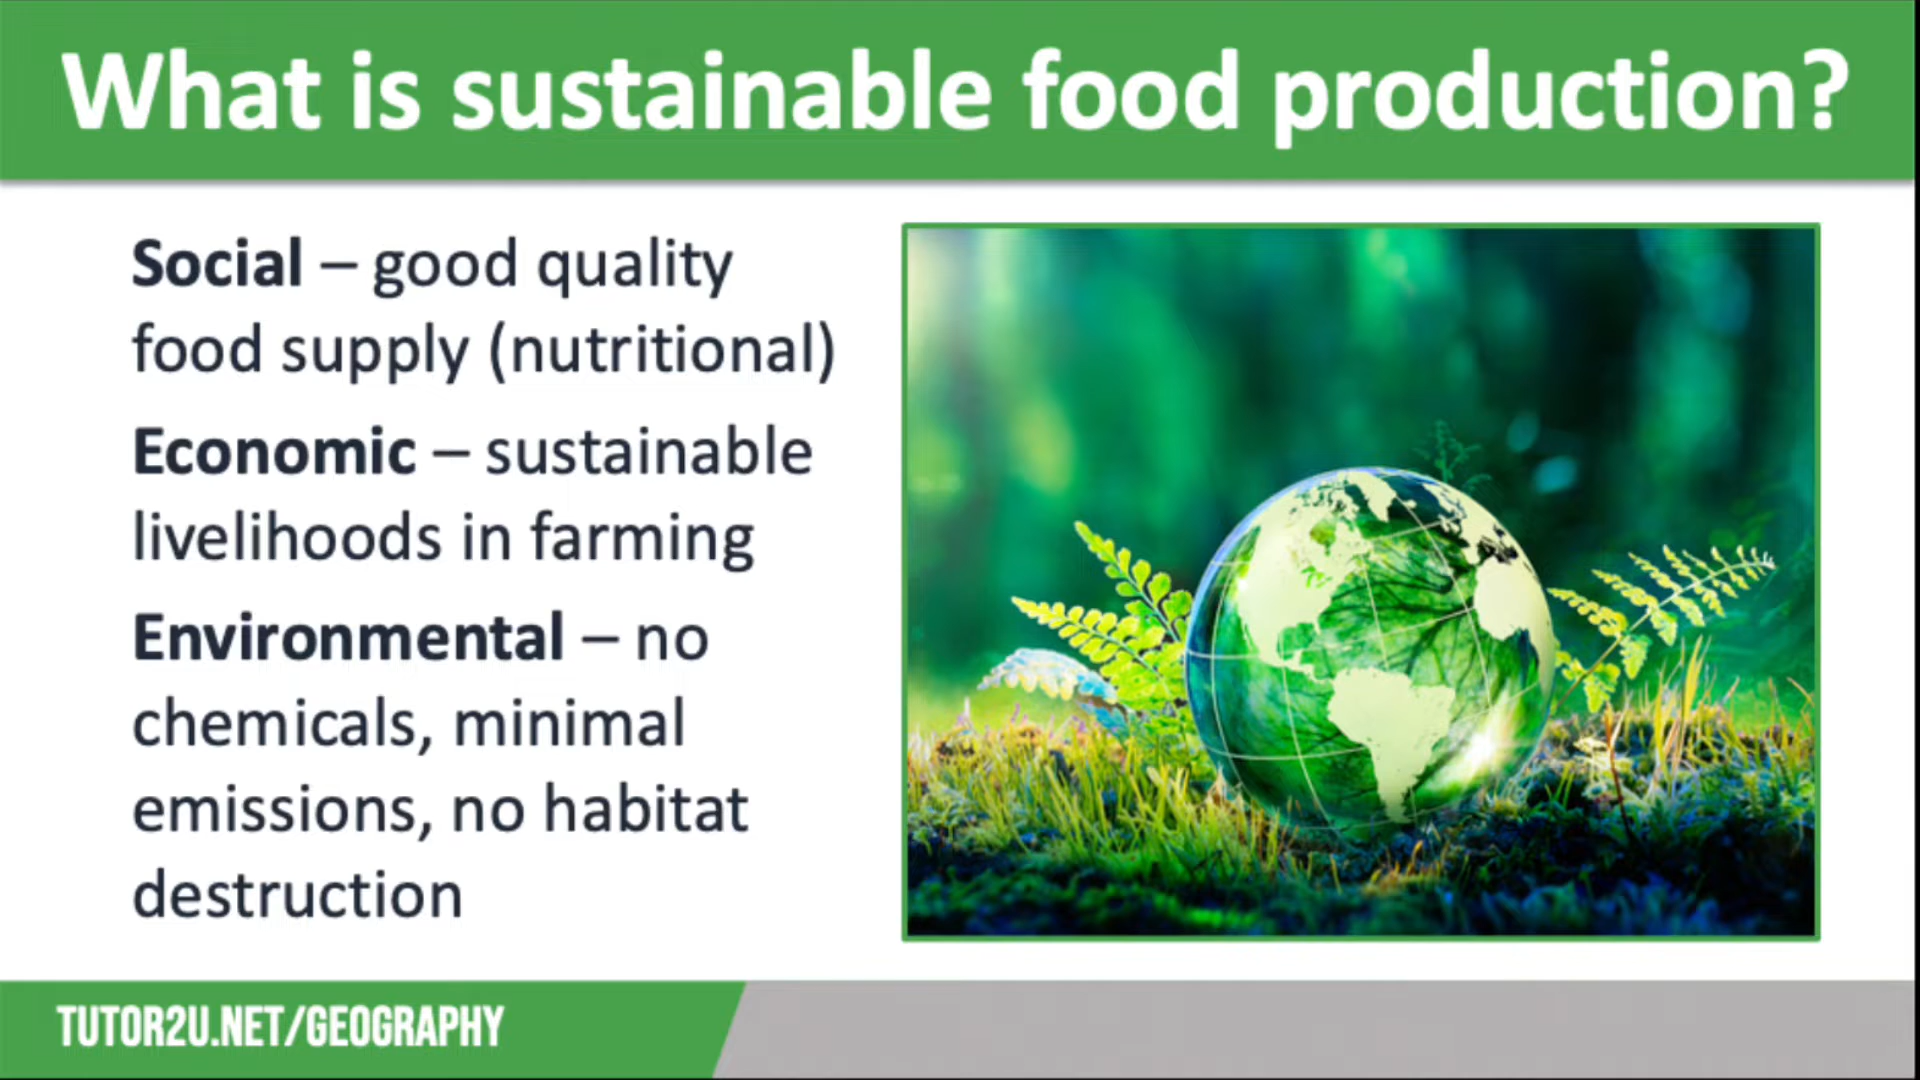 What is sustainable food production?
Social – good quality
food supply (nutritional)
Economic – sustainable
livelihoods in farming
Environmental – no
chemicals, minimal
emissions, no habitat
destruction
TUTOR2U.NET/GEOGRAPHY